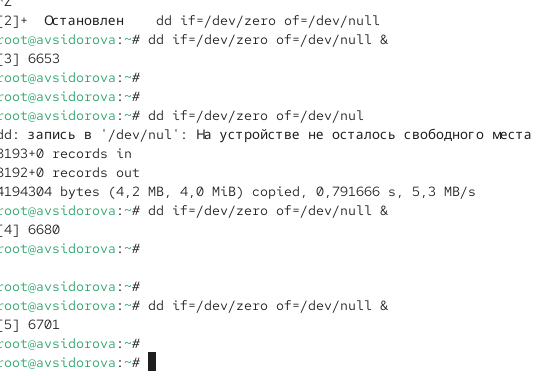 ^Z
[2]+  Остановлен    dd if=/dev/zero of=/dev/null
root@avsidorova:~# dd if=/dev/zero of=/dev/null &
[3] 6653
root@avsidorova:~#
root@avsidorova:~#
root@avsidorova:~# dd if=/dev/zero of=/dev/nul
dd: запись в '/dev/nul': На устройстве не осталось свободного места
8193+0 records in
8192+0 records out
4194304 bytes (4,2 MB, 4,0 MiB) copied, 0,791666 s, 5,3 MB/s
root@avsidorova:~# dd if=/dev/zero of=/dev/null &
[4] 6680
root@avsidorova:~#
root@avsidorova:~#
root@avsidorova:~# dd if=/dev/zero of=/dev/null &
[5] 6701
root@avsidorova:~#
root@avsidorova:~#